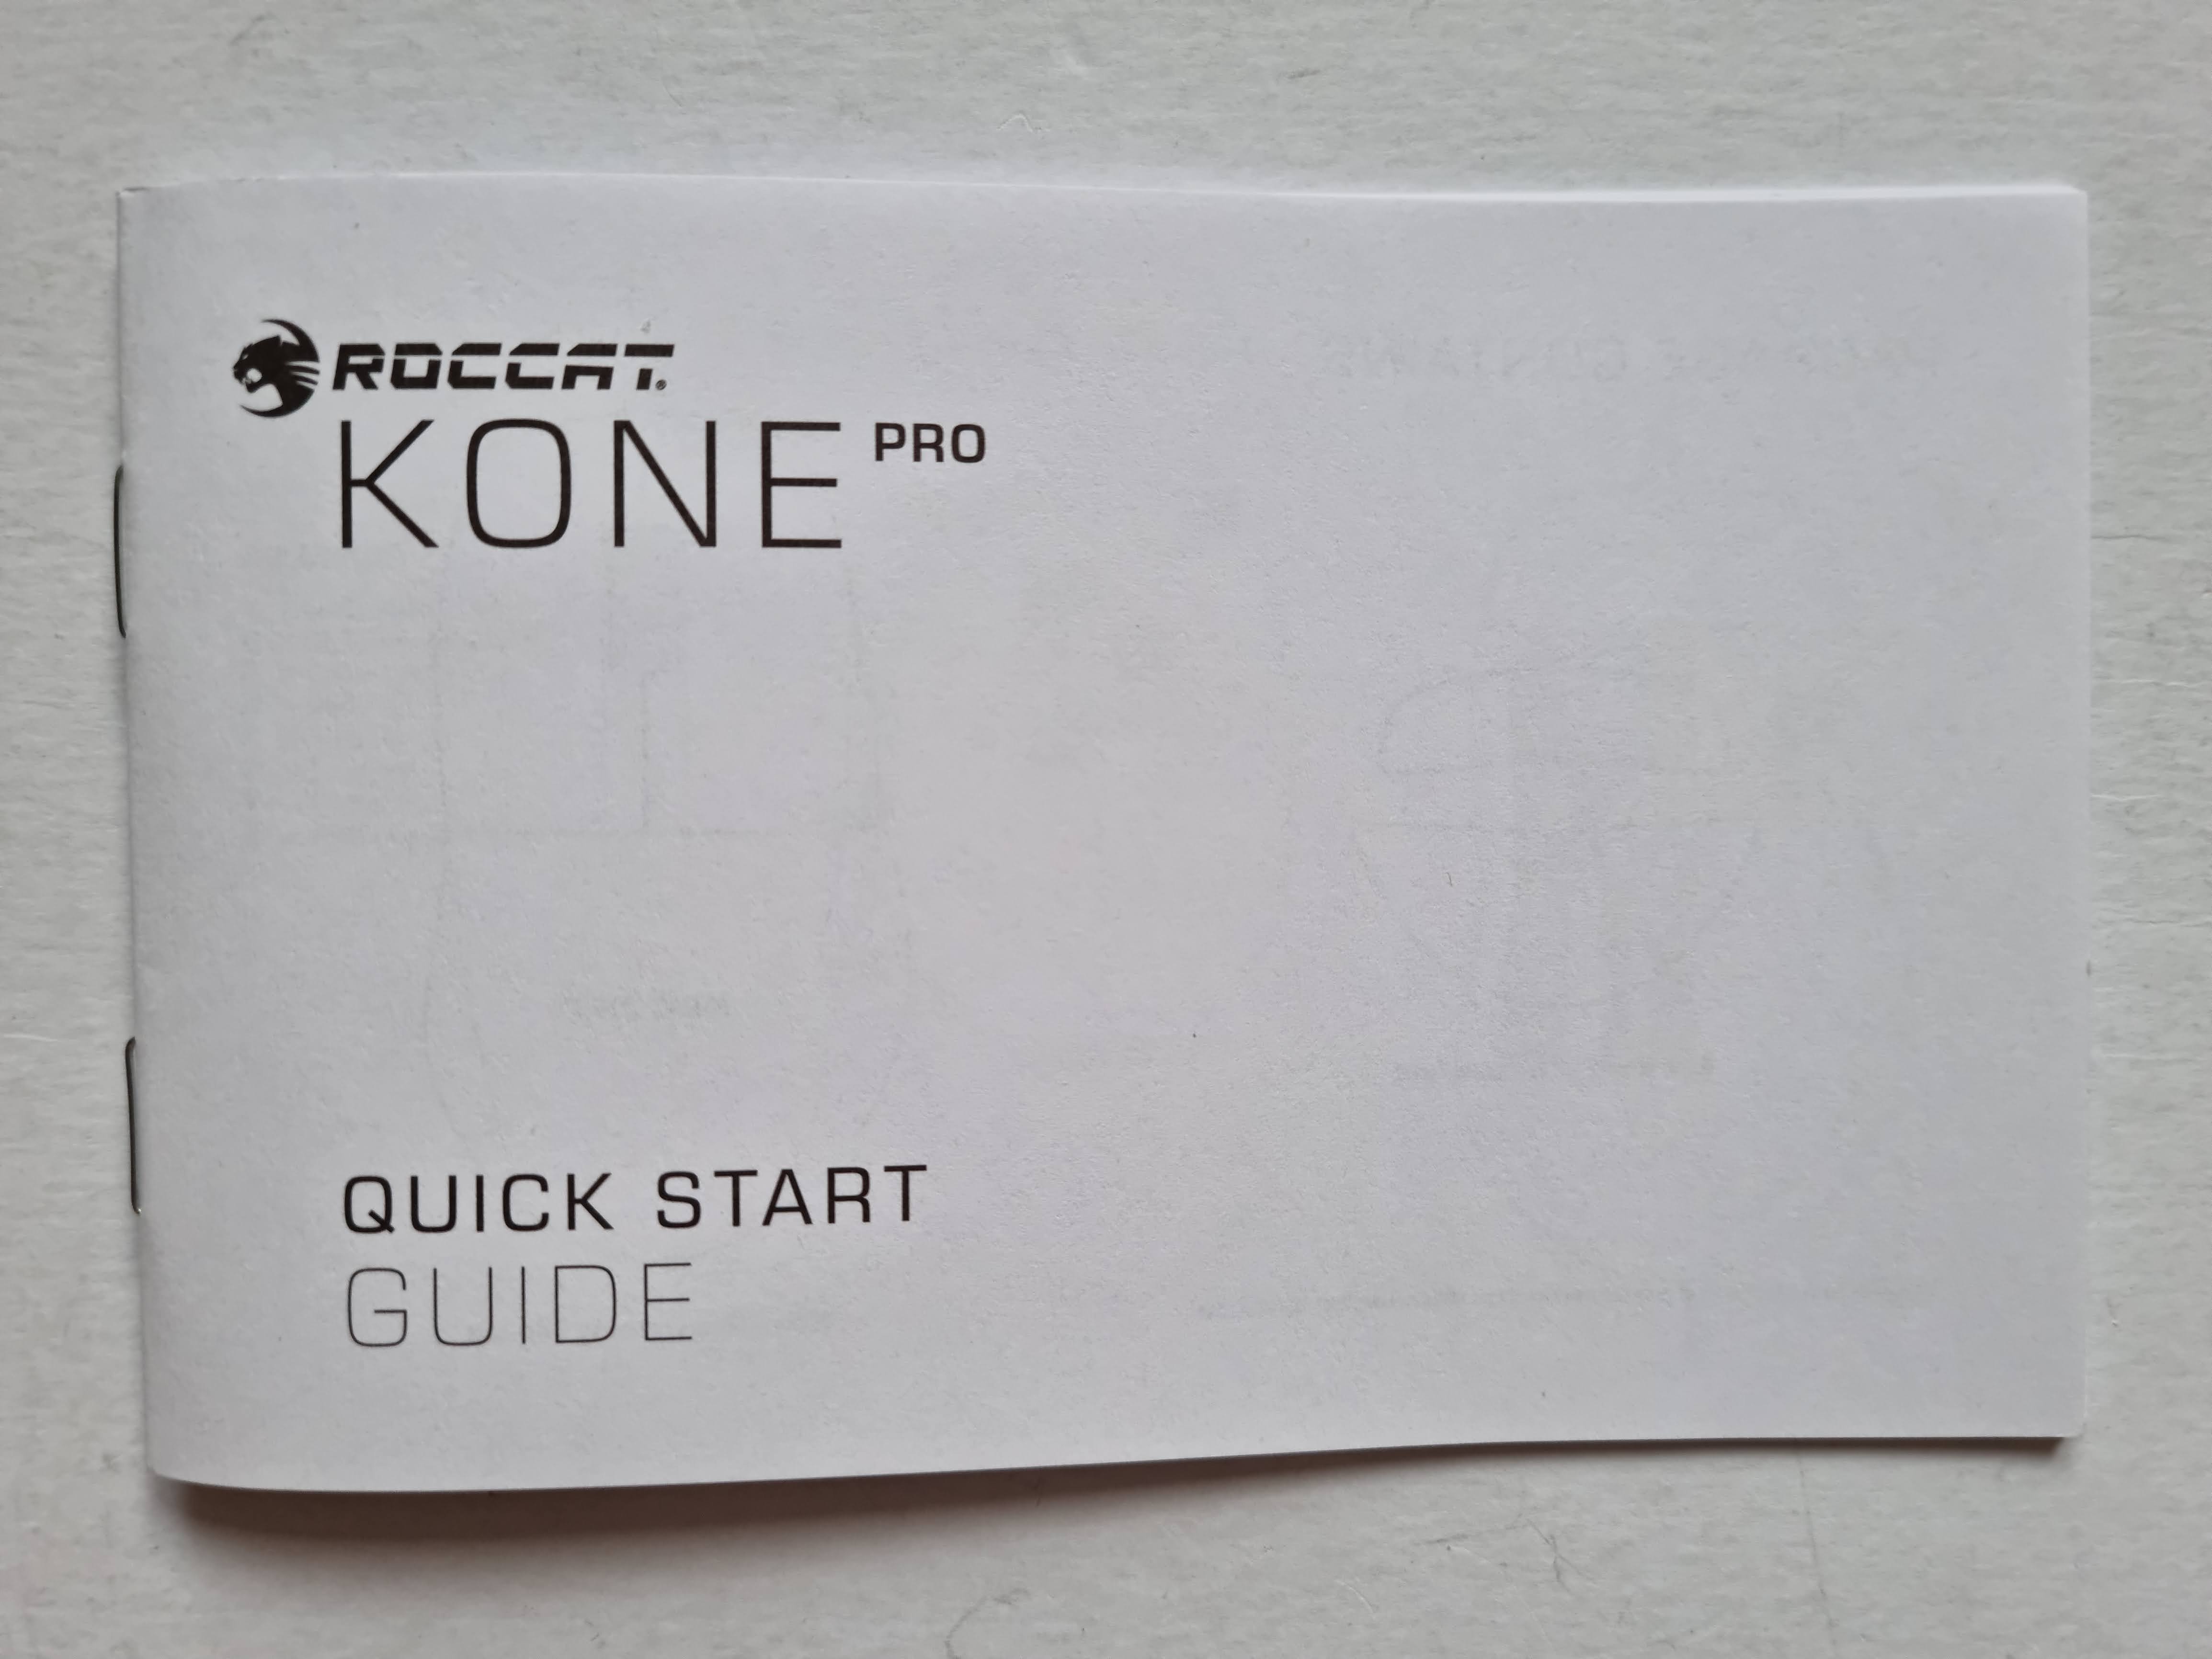 ROCCAT®
KONE PRO
QUICK START
GUIDE